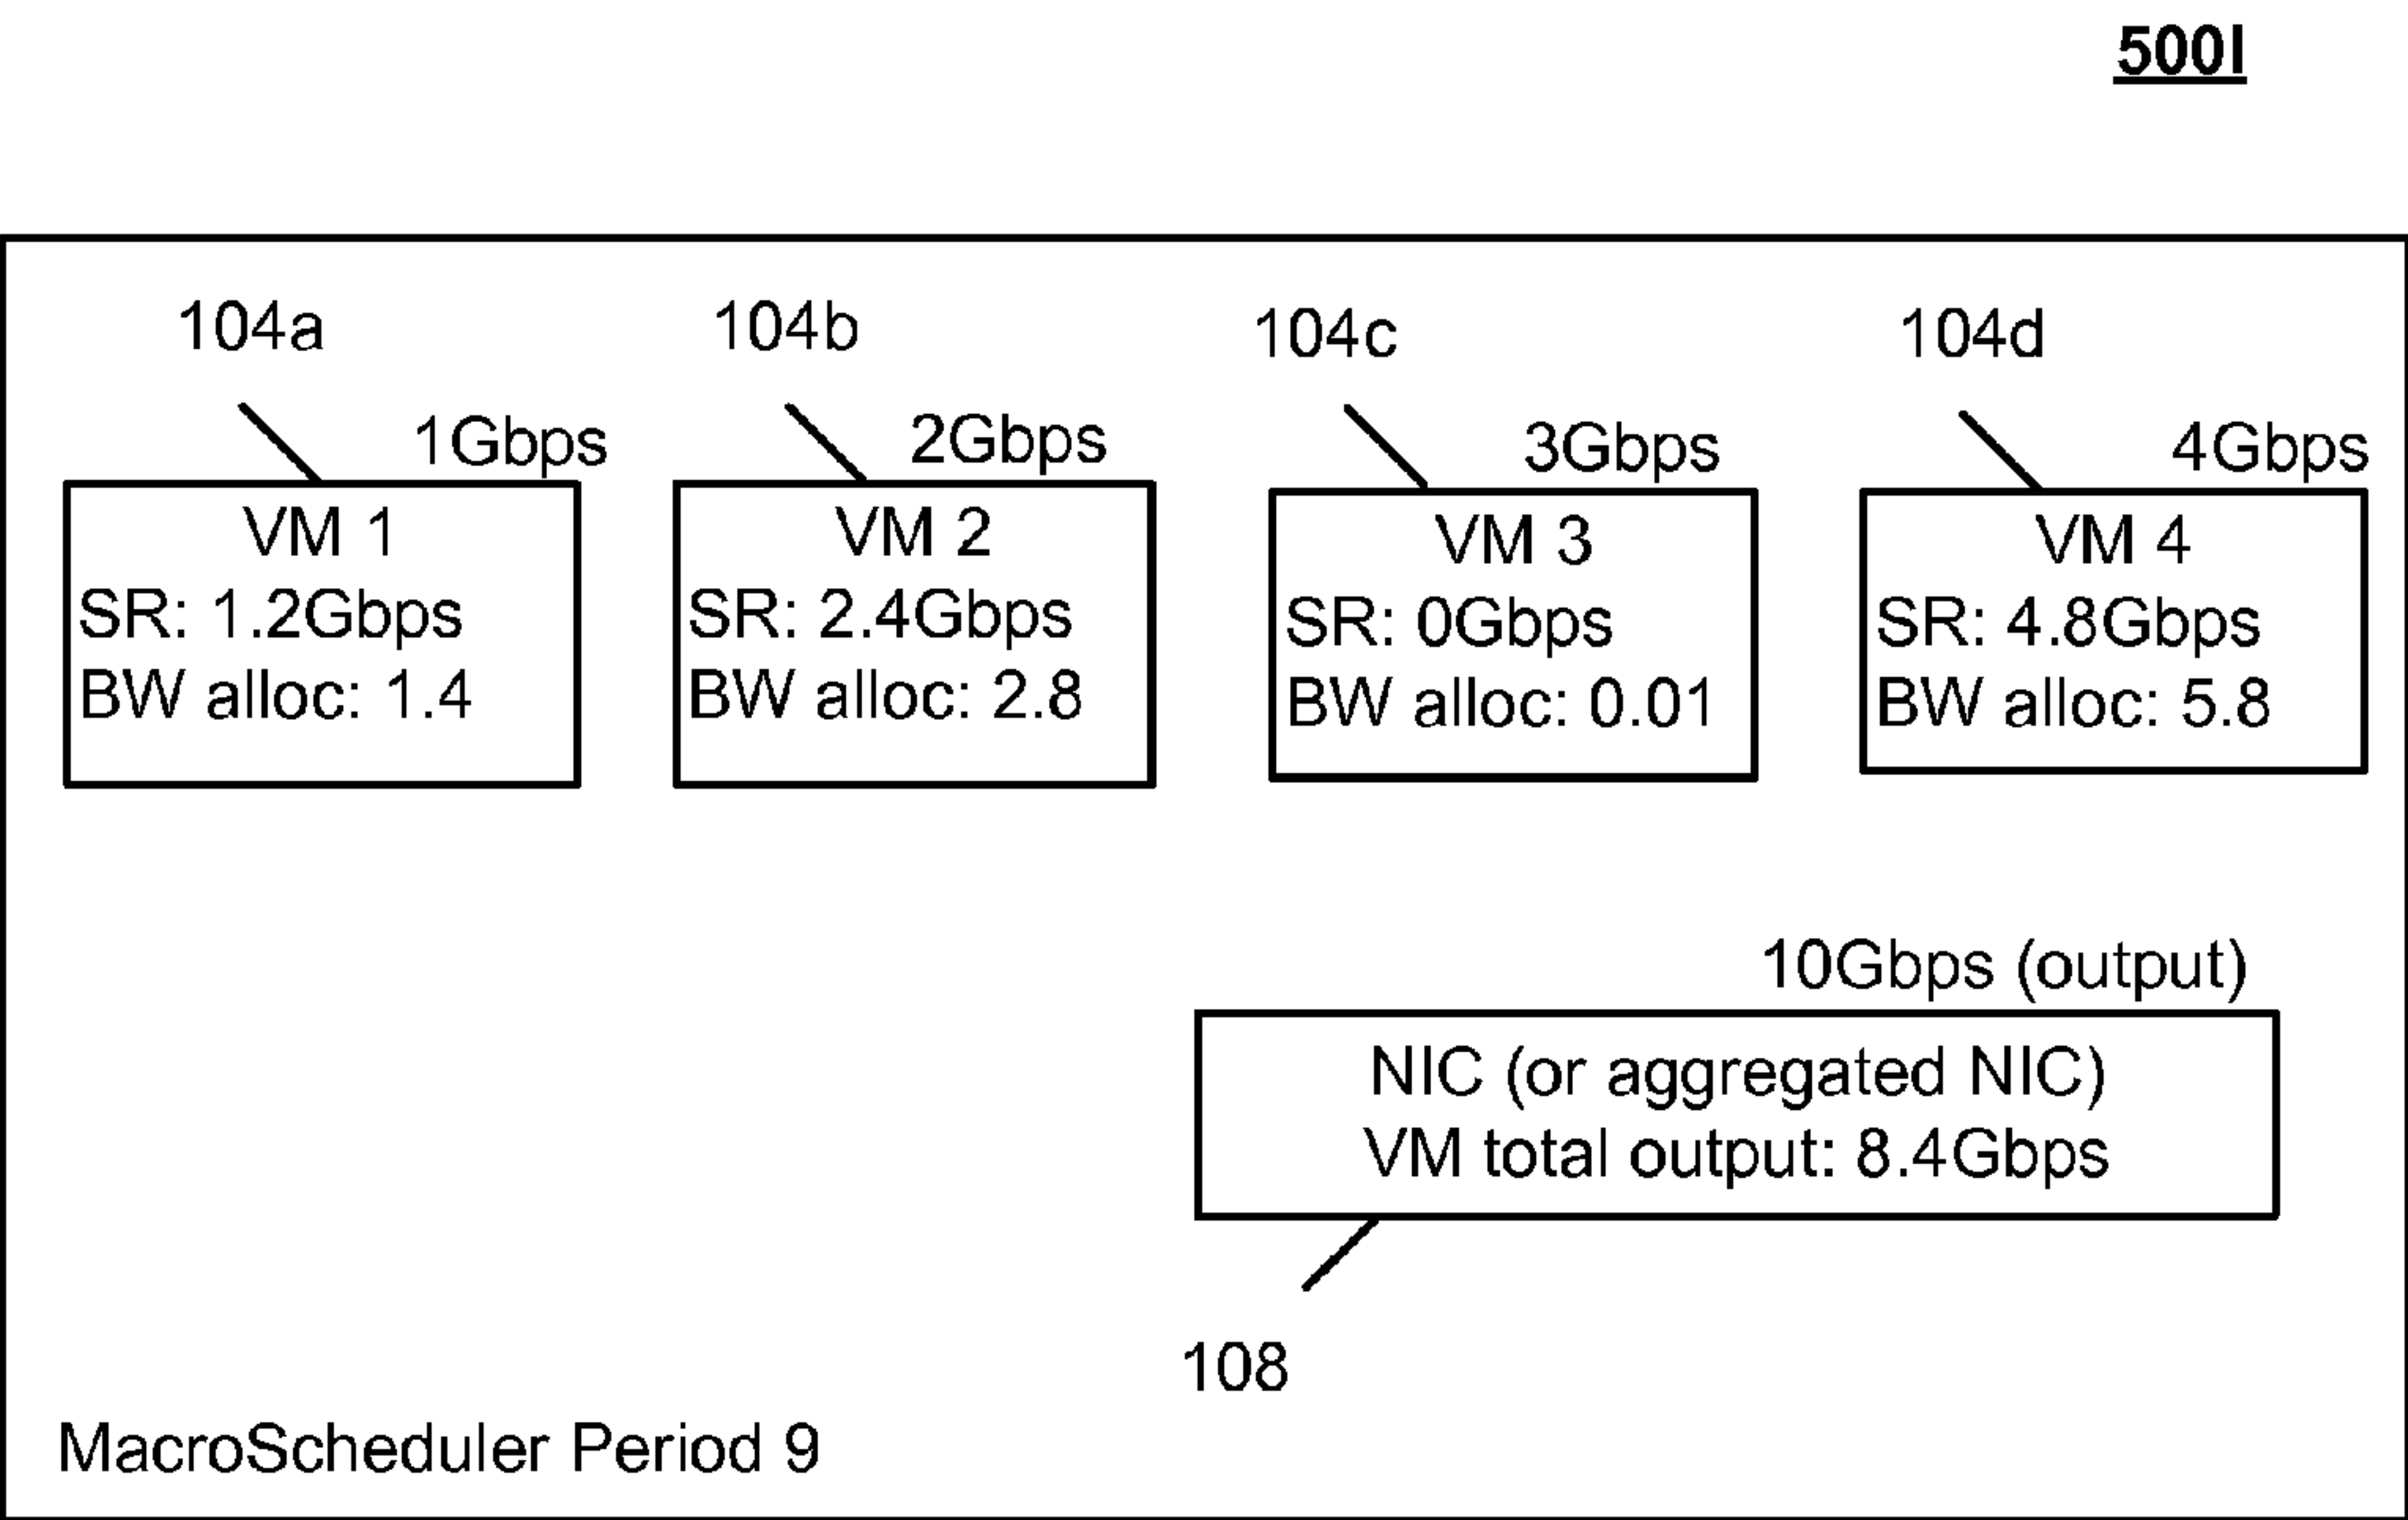 500I
104a
104b
104c
104d
1Gbps
2Gbps
3Gbps
4Gbps
VM 1
SR: 1.2Gbps
BW alloc: 1.4
VM 2
SR: 2.4Gbps
BW alloc: 2.8
VM 3
SR: 0Gbps
BW alloc: 0.01
VM 4
SR: 4.8Gbps
BW alloc: 5.8
10Gbps (output)
NIC (or aggregated NIC)
VM total output: 8.4Gbps
108
MacroScheduler Period 9